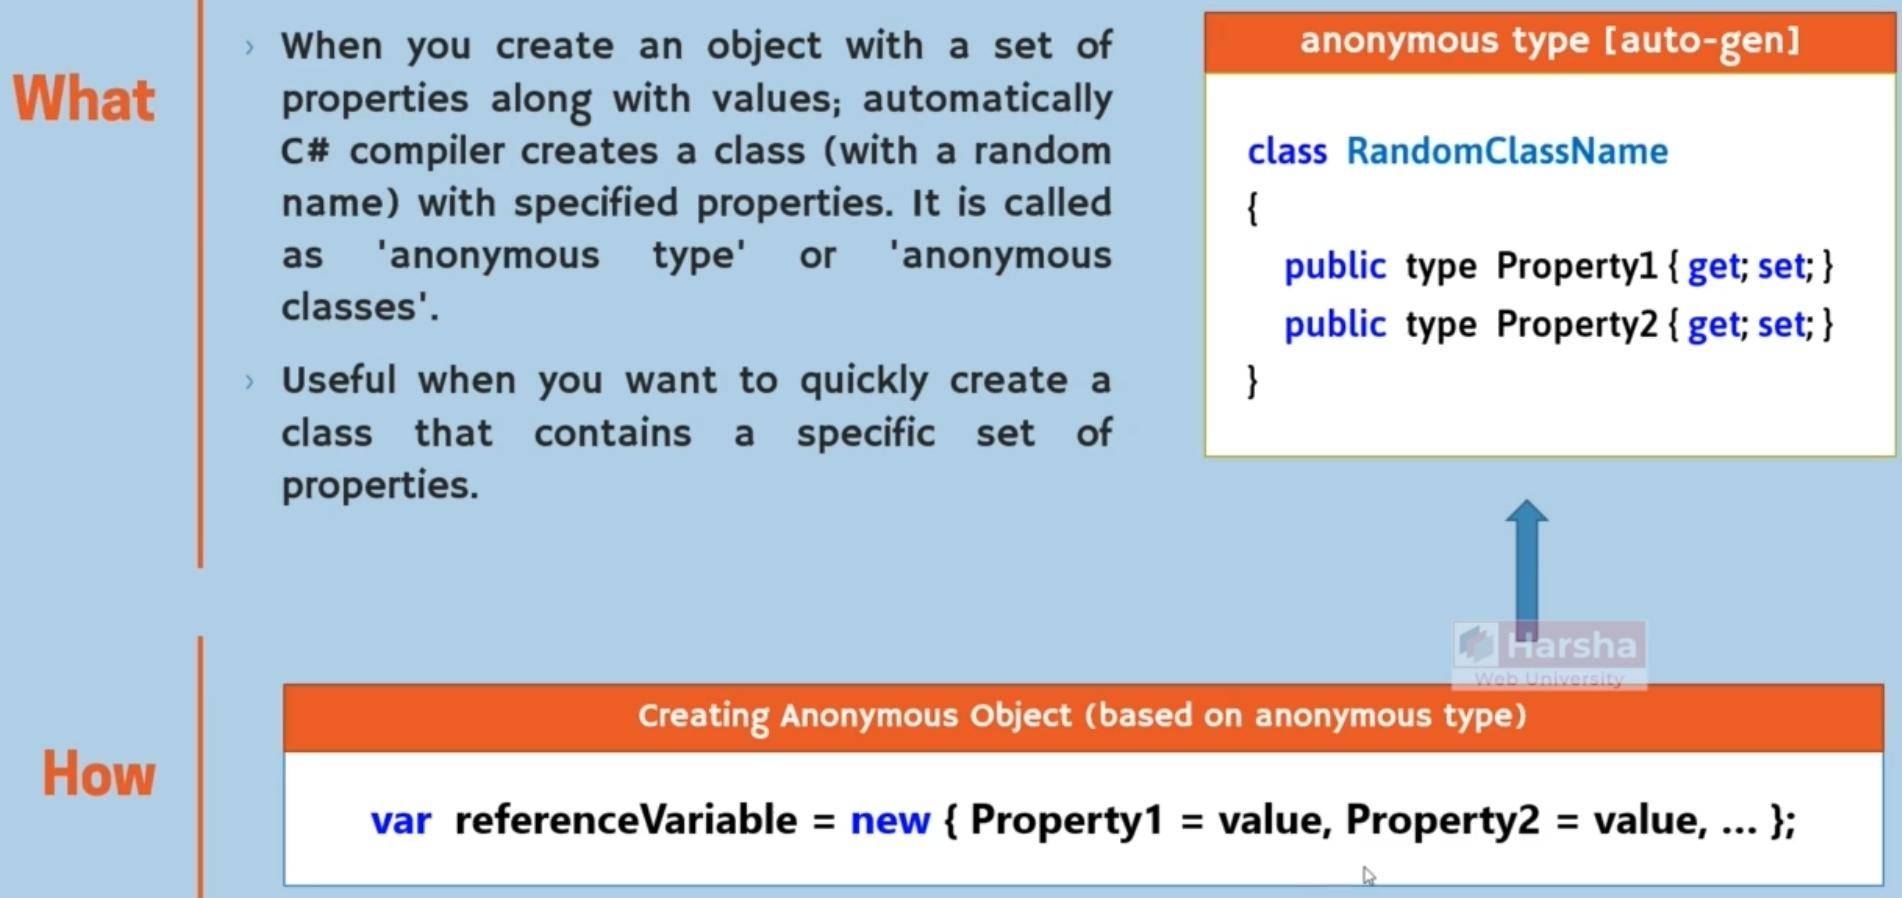 What
› When you create an object with a set of
properties along with values; automatically
C# compiler creates a class (with a random
name) with specified properties. It is called
as 'anonymous type' or 'anonymous
classes'.
› Useful when you want to quickly create a
class that contains a specific set of
properties.
anonymous type [auto-gen]
class RandomClassName
{
public type Property1 { get; set; }
public type Property2 { get; set; }
}
Harsha
Web University
How
Creating Anonymous Object (based on anonymous type)
var referenceVariable = new { Property1 = value, Property2 = value, ... };